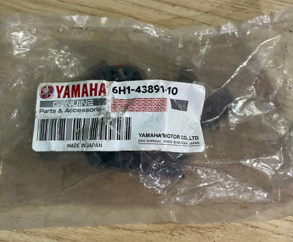 YAMAHA
6H1-43891-10
GENUINE
Parts & Accessories
YAMAHA MOTOR CO., LTD
MADE IN JAPAN